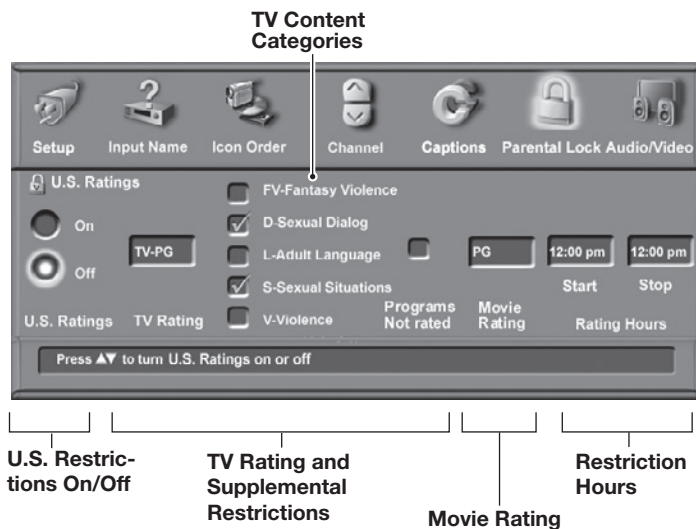 TV Content
Categories
Setup
Input Name
Icon Order
Channel
Captions
Parental Lock
Audio/Video
U.S. Ratings
On
Off
U.S. Ratings
TV-PG
TV Rating
FV-Fantasy Violence
D-Sexual Dialog
L-Adult Language
S-Sexual Situations
V-Violence
Programs
Not rated
PG
Movie
Rating
12:00 pm
12:00 pm
Start
Stop
Rating Hours
Press ▲▼ to turn U.S. Ratings on or off
U.S. Restric-
tions On/Off
TV Rating and
Supplemental
Restrictions
Movie Rating
Restriction
Hours